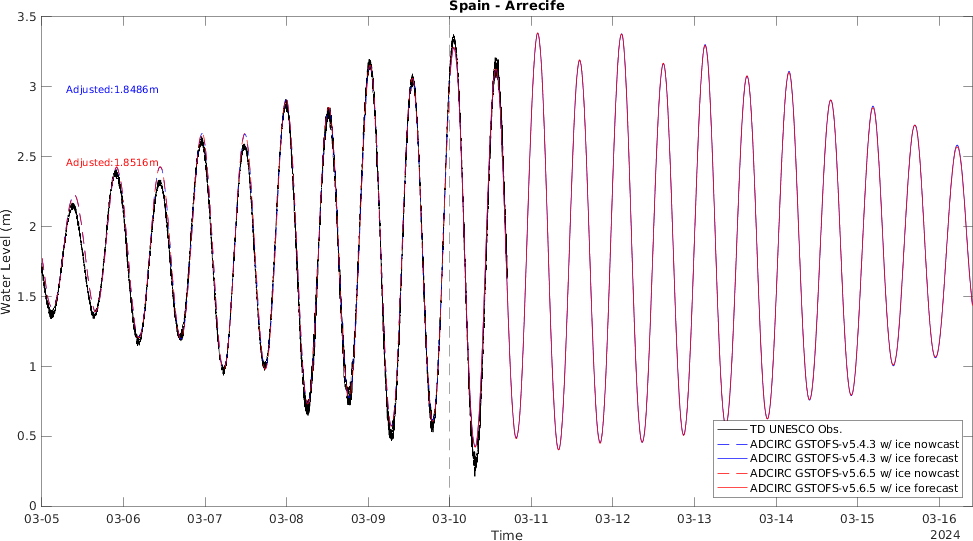 Spain - Arrecife
3.5
3
2.5
2
1.5
1
0.5
0
Water Level (m)
Adjusted:1.8486m
Adjusted:1.8516m
TD UNESCO Obs.
ADCIRC GSTOFS-v5.4.3 w/ ice nowcast
ADCIRC GSTOFS-v5.4.3 w/ ice forecast
ADCIRC GSTOFS-v5.6.5 w/ ice nowcast
ADCIRC GSTOFS-v5.6.5 w/ ice forecast
03-05 03-06 03-07 03-08 03-09 03-10 03-11 03-12 03-13 03-14 03-15 03-16
Time
2024